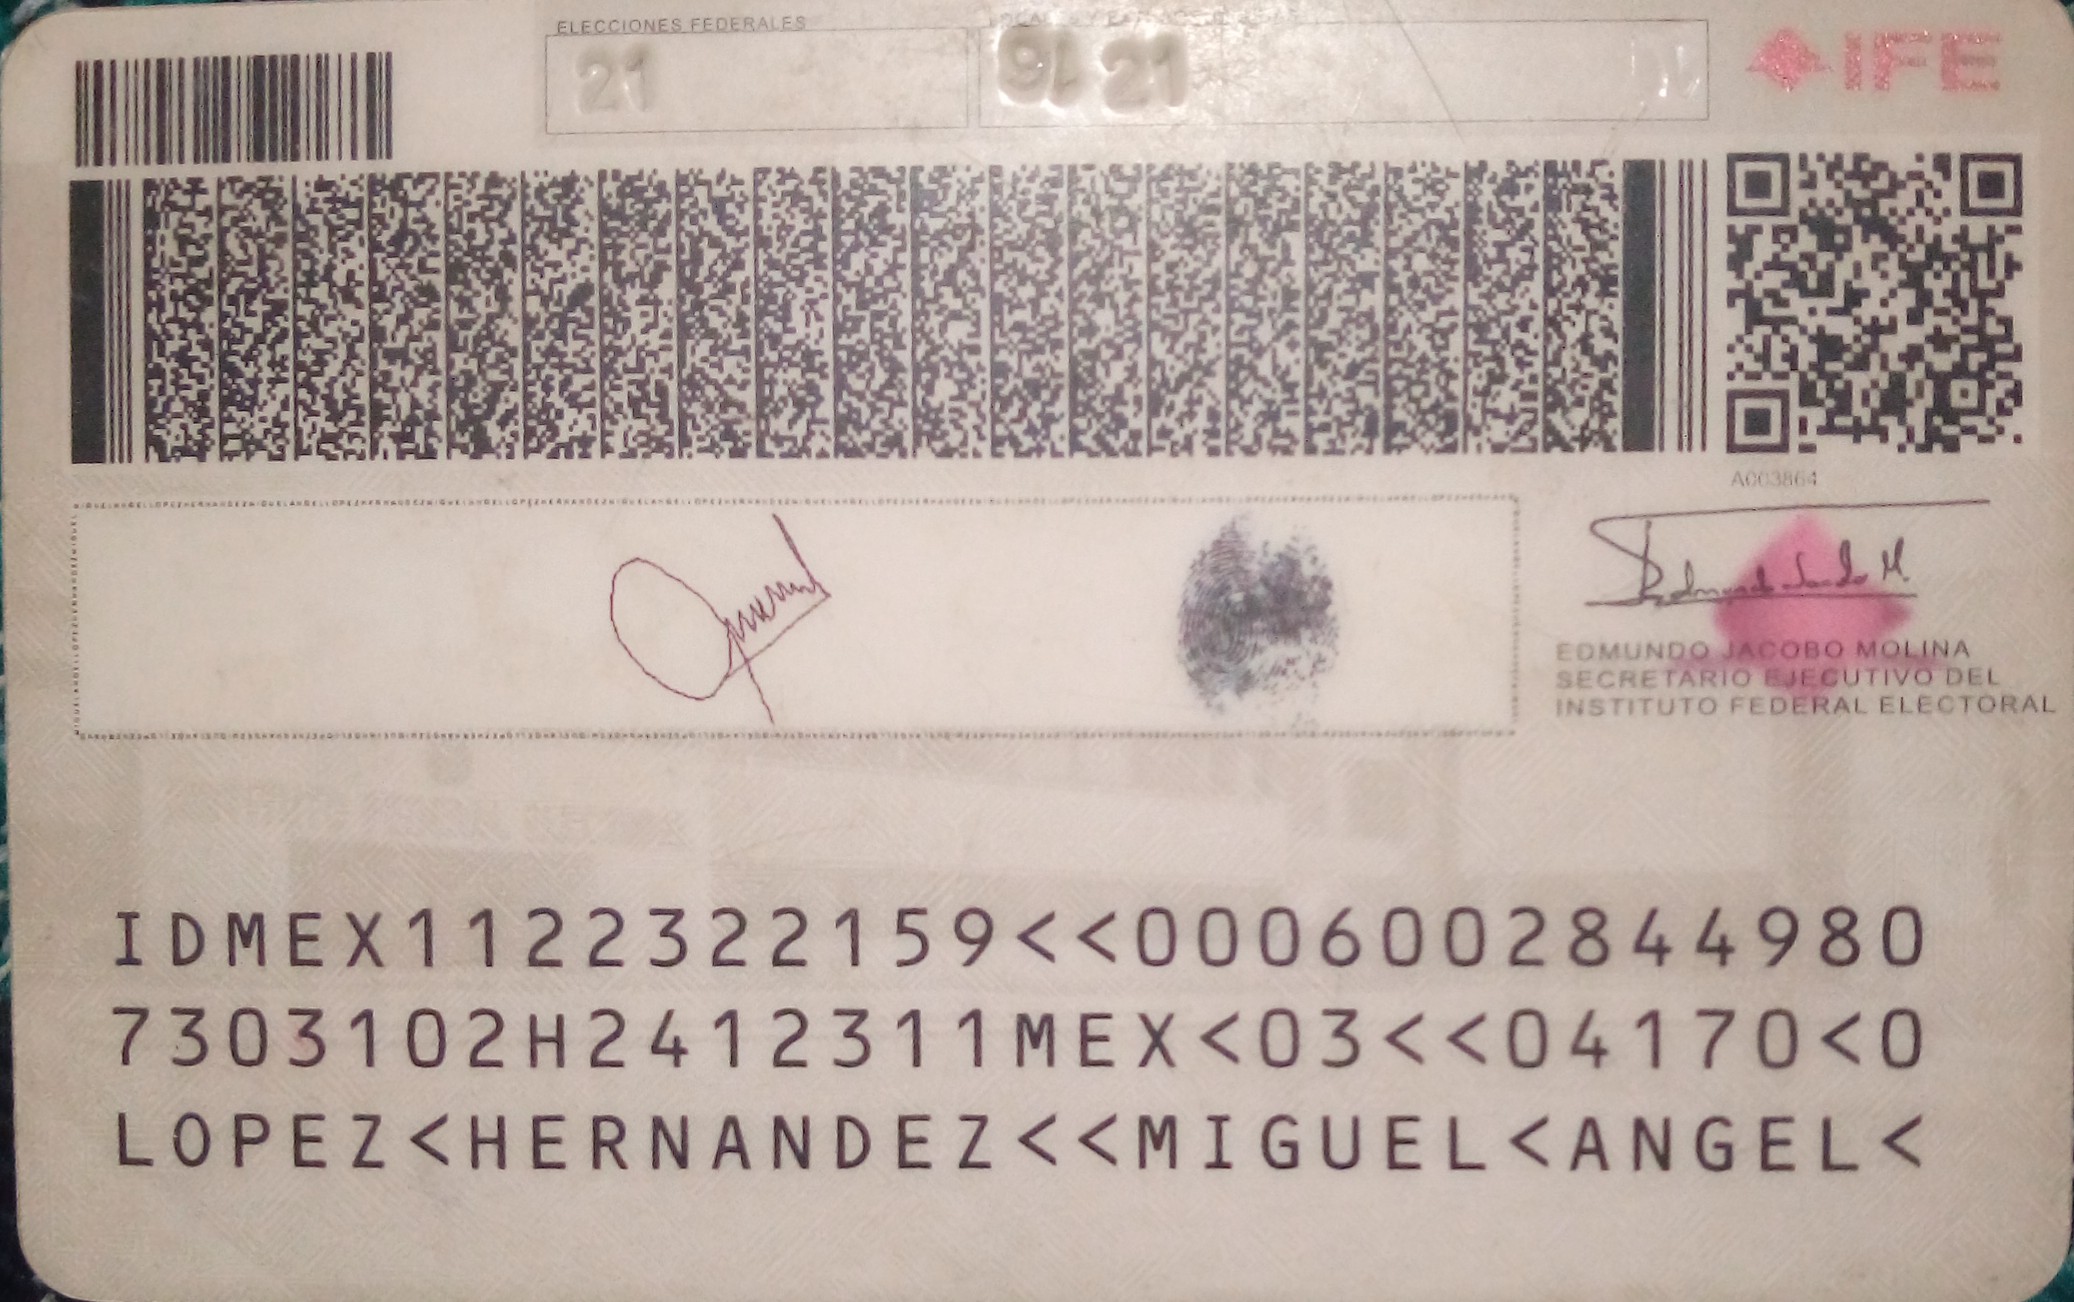 ELECCIONES FEDERALES
21
21
IFE
A003864
EDMUNDO JACOBO MOLINA
SECRETARIO EJECUTIVO DEL
INSTITUTO FEDERAL ELECTORAL
IDMEX1122322159<<0006002844980
7303102H2412311MEX<03<<04170<0
LOPEZ<HERNANDEZ<<MIGUEL<ANGEL<